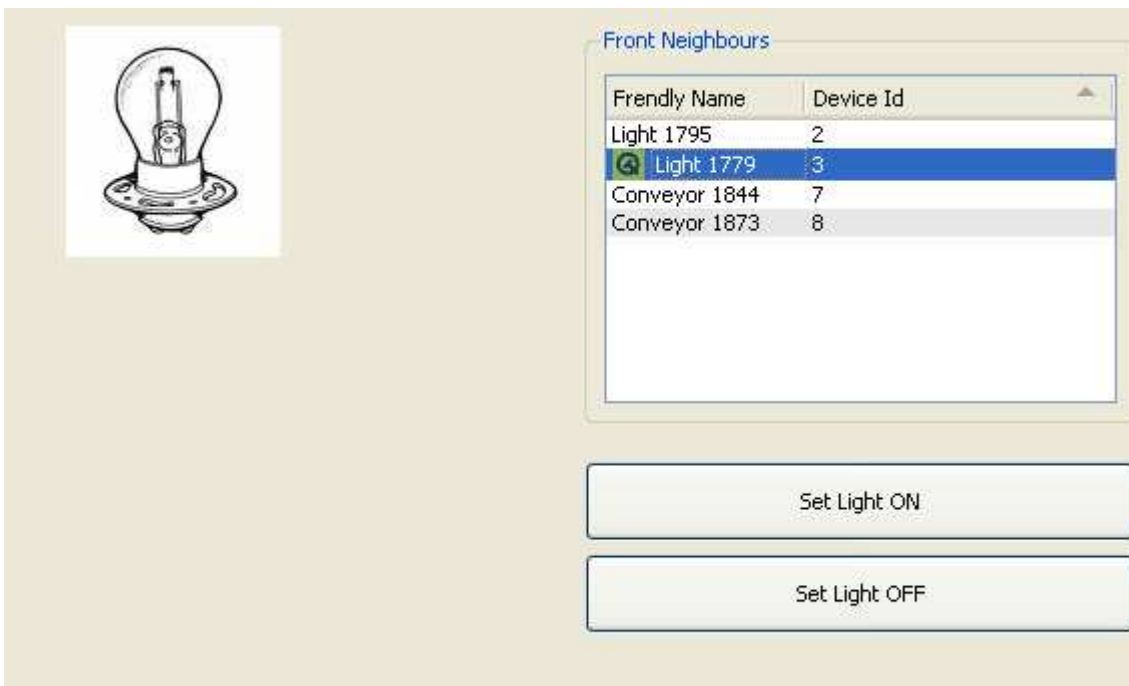 Front Neighbours
Frendly Name Device Id
Light 1795 2
Light 1779 3
Conveyor 1844 7
Conveyor 1873 8
Set Light ON
Set Light OFF